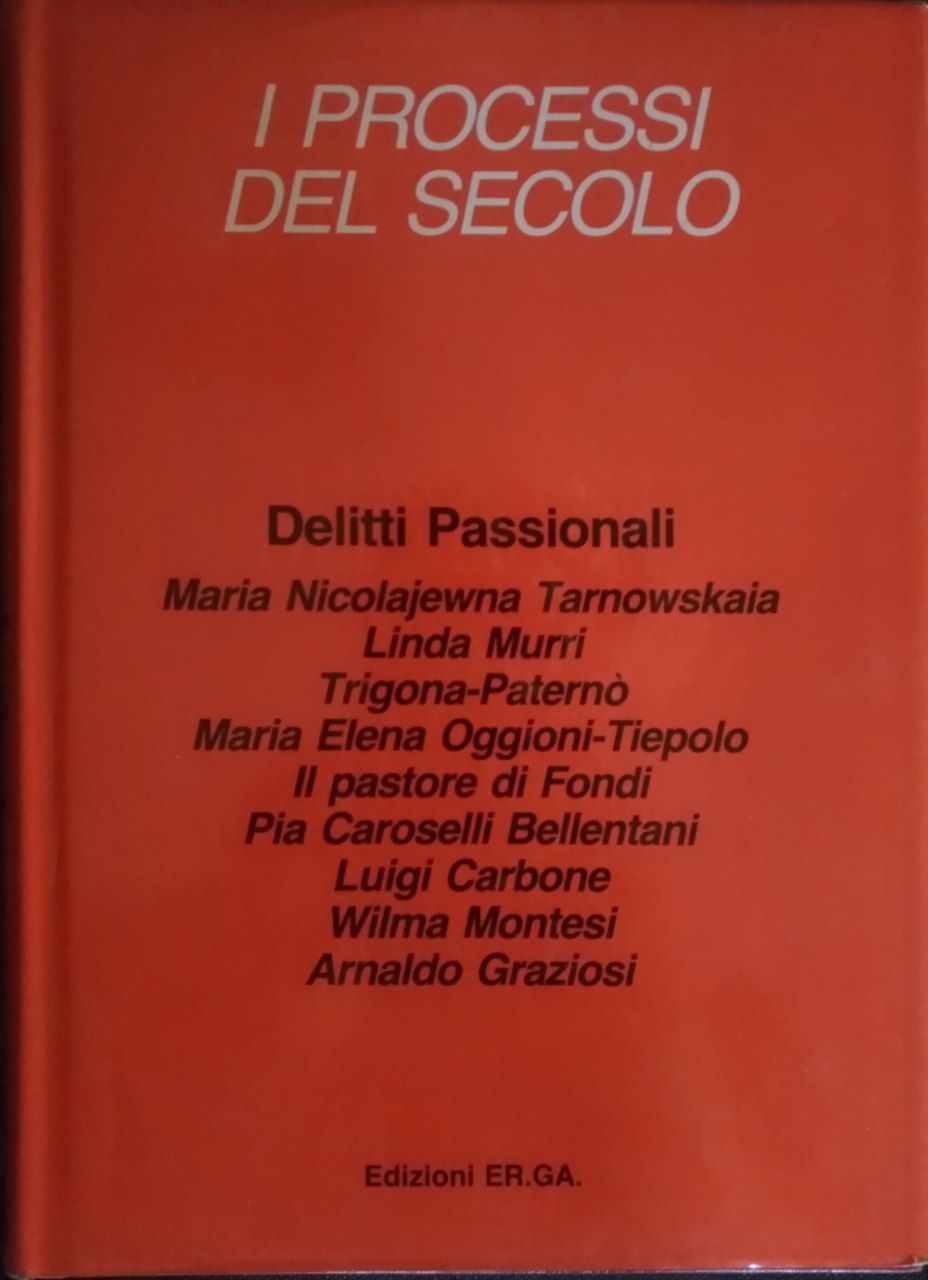 I PROCESSI
DEL SECOLO
Delitti Passionali
Maria Nicolajewna Tarnowskaia
Linda Murri
Trigona-Paternò
Maria Elena Oggioni-Tiepolo
Il pastore di Fondi
Pia Caroselli Bellentani
Luigi Carbone
Wilma Montesi
Arnaldo Graziosi
Edizioni ER.GA.